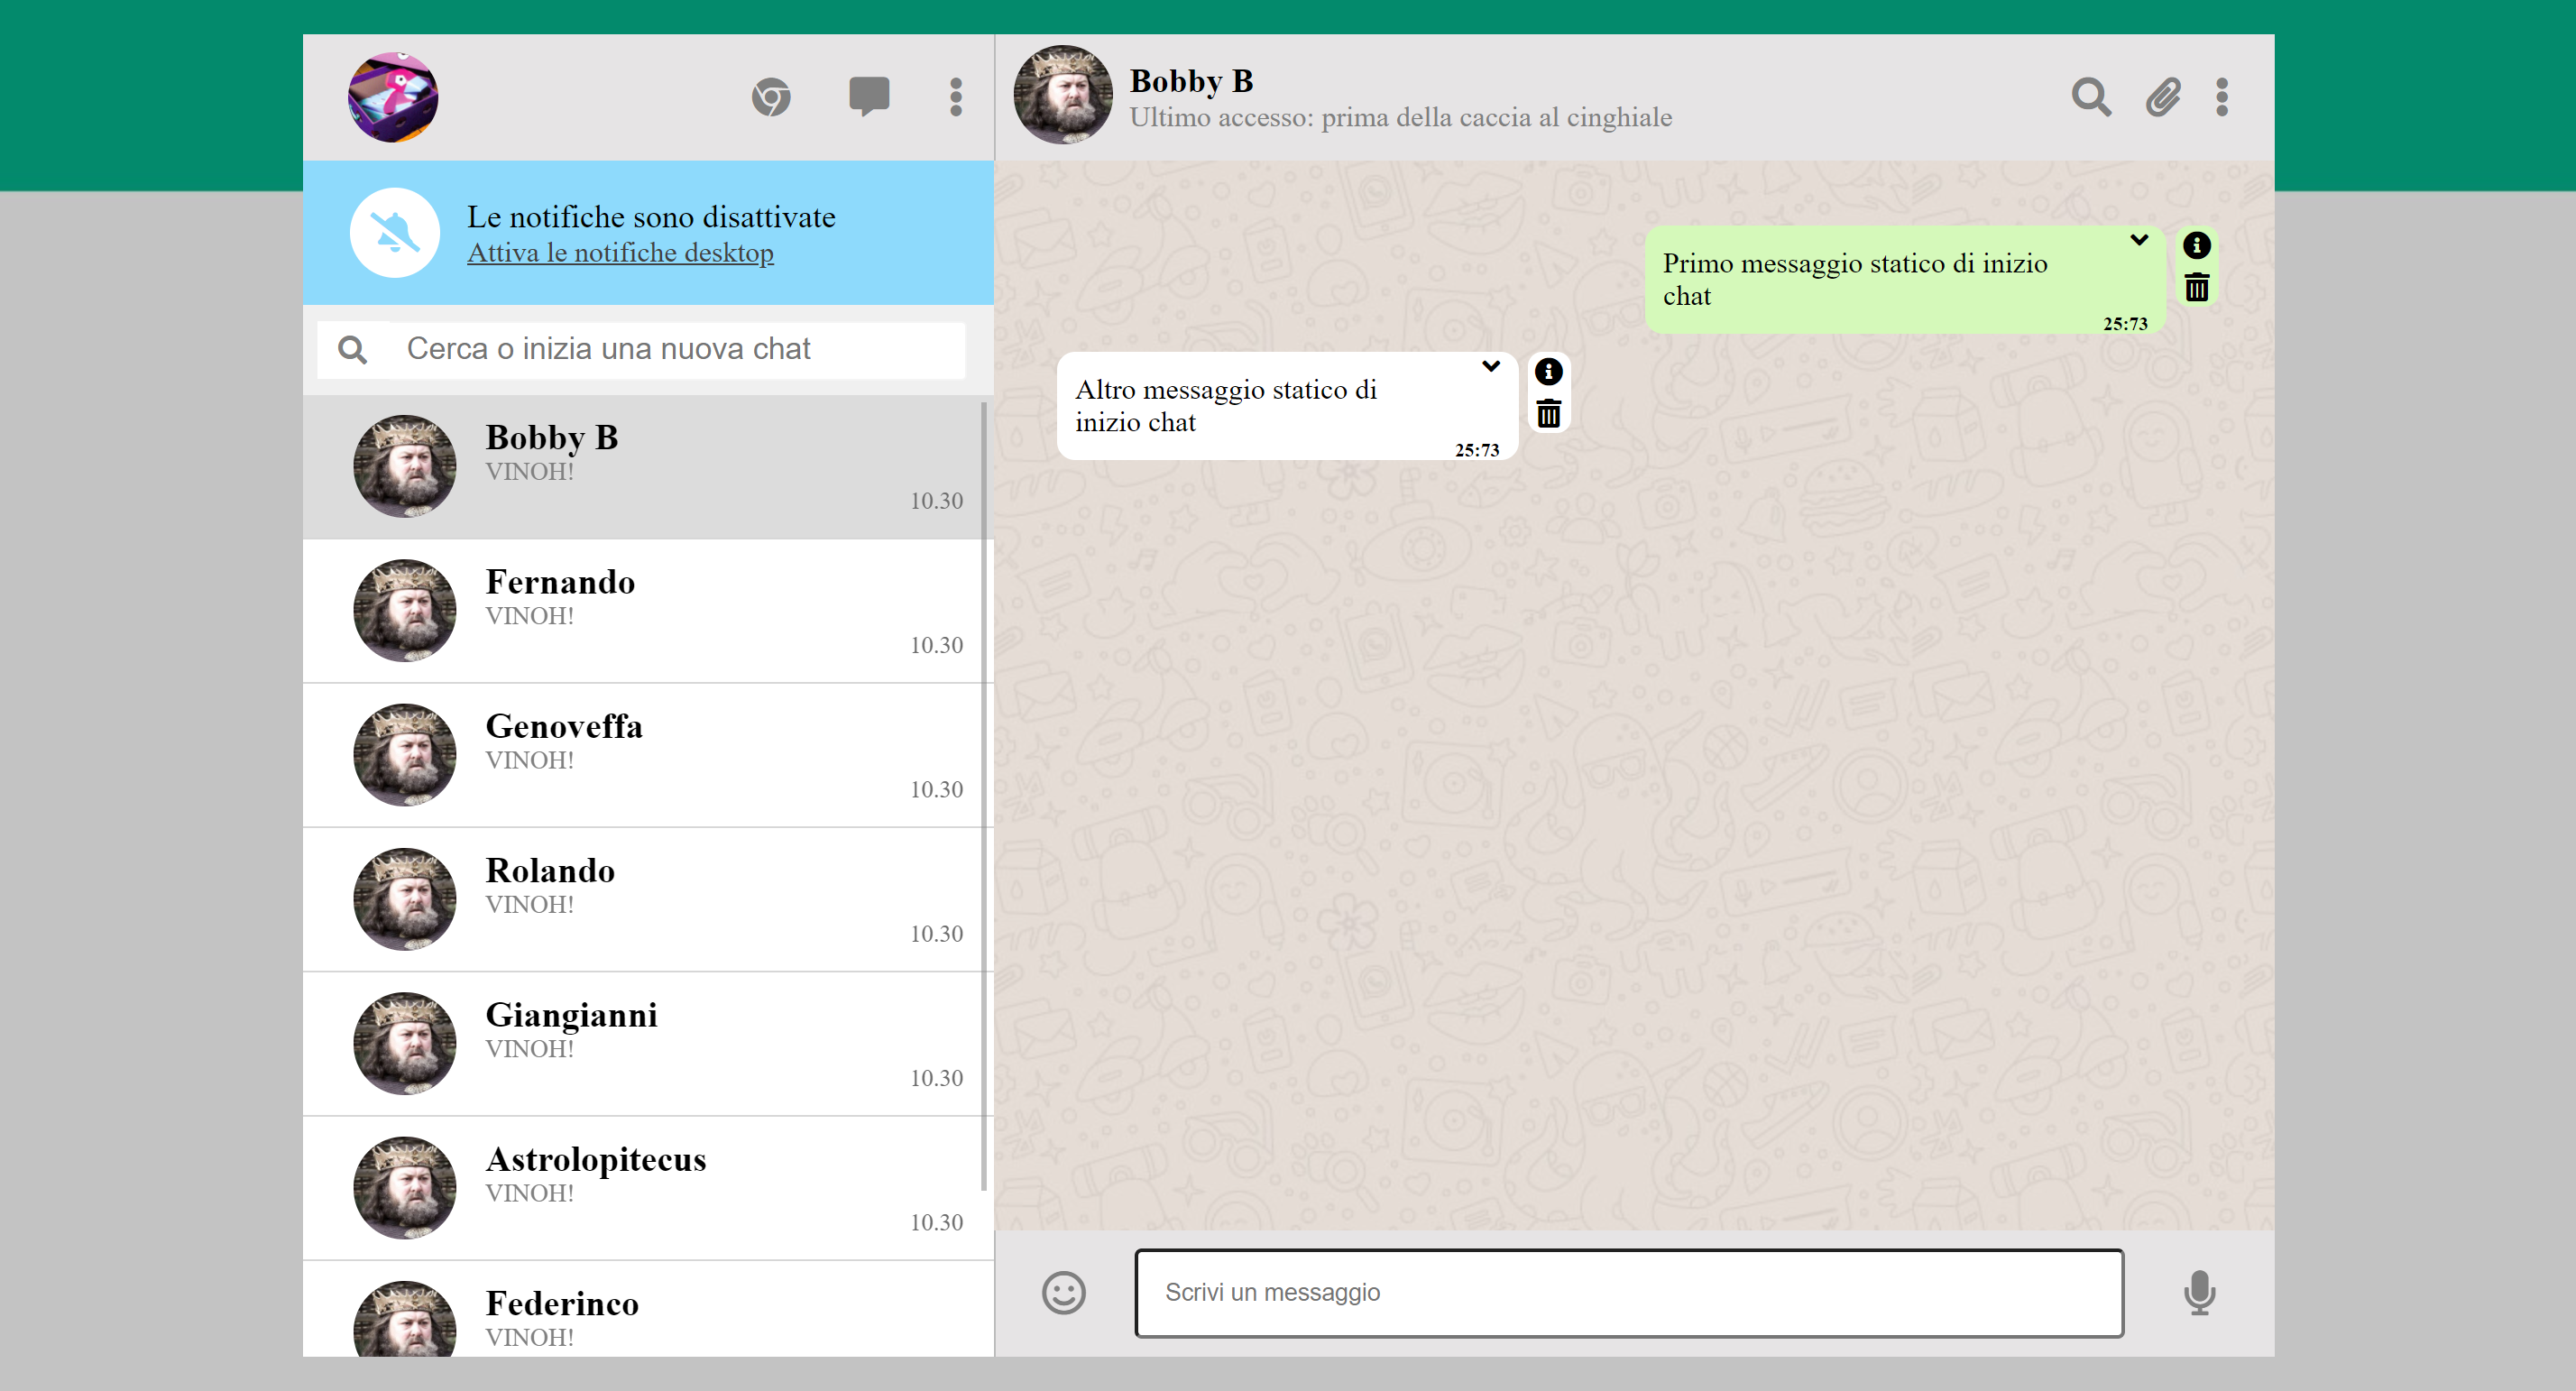 Bobby B
Ultimo accesso: prima della caccia al cinghiale
Le notifiche sono disattivate
Attiva le notifiche desktop
Cerca o inizia una nuova chat
Bobby B
VINOH!
10.30
Fernando
VINOH!
10.30
Genoveffa
VINOH!
10.30
Rolando
VINOH!
10.30
Giangianni
VINOH!
10.30
Astrolopitecus
VINOH!
10.30
Federinco
VINOH!
Primo messaggio statico di inizio
chat
25:73
Altro messaggio statico di
inizio chat
25:73
Scrivi un messaggio